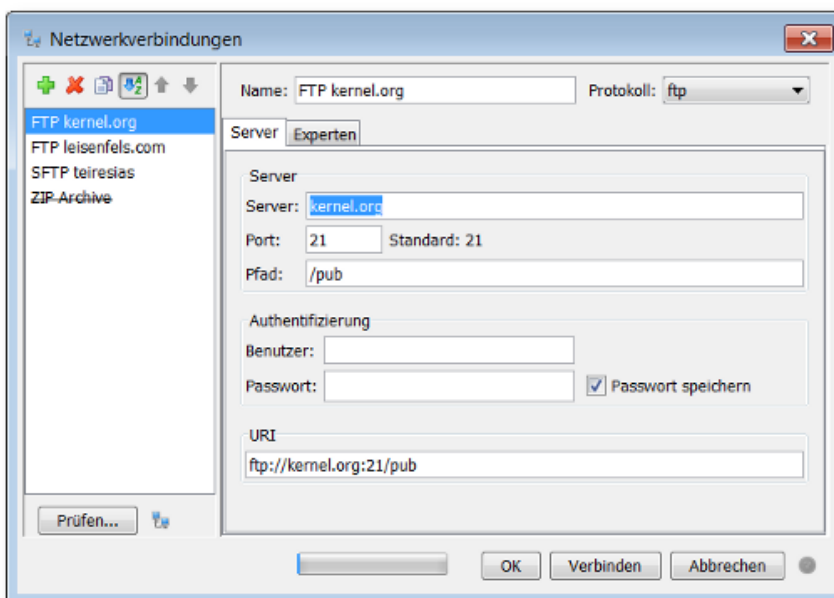 Netzwerkverbindungen
Name: FTP kernel.org Protokoll: ftp
FTP kernel.org
FTP leisenfels.com
SFTP teiresias
ZIP Archive
Server Experten
Server
Server: kernel.org
Port: 21 Standard: 21
Pfad: /pub
Authentifizierung
Benutzer:
Passwort: Passwort speichern
URI
ftp://kernel.org:21/pub
Prüfen...
OK Verbinden Abbrechen